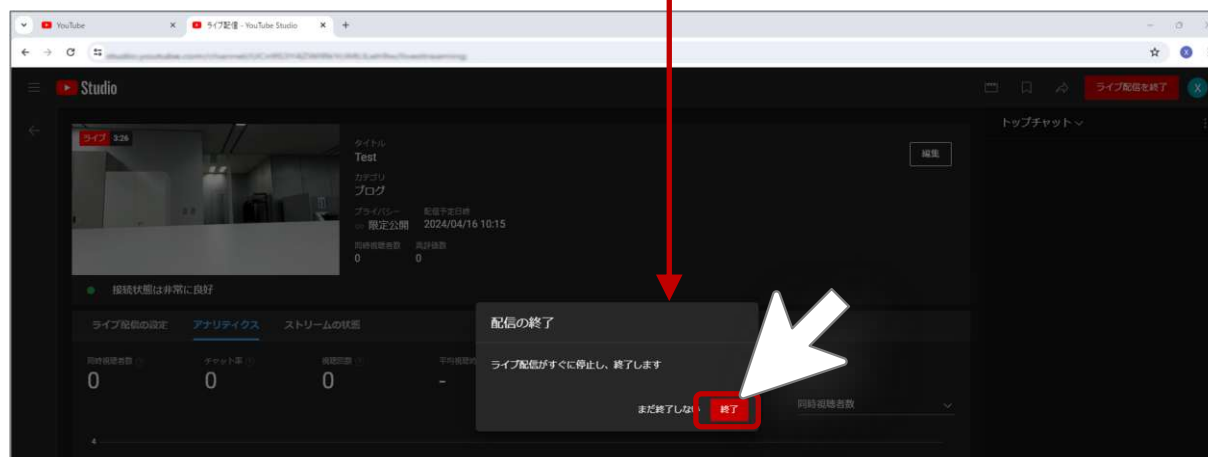 YouTube
ライブ配信 - YouTube Studio
Studio
ライブ配信を終了
X
トップチャット
ライブ 3:26
タイトル
Test
編集
カテゴリ
ブログ
プライバシー 配信予定日時
限定公開 2024/04/16 10:15
同時視聴者数 高評価数
0 0
接続状態は非常に良好
ライブ配信の設定 アナリティクス ストリームの状態
同時視聴者数 チャット率 視聴回数 平均視聴時
0 0 0 -
配信の終了
ライブ配信がすぐに停止し、終了します
まだ終了しない 終了
同時視聴者数
4